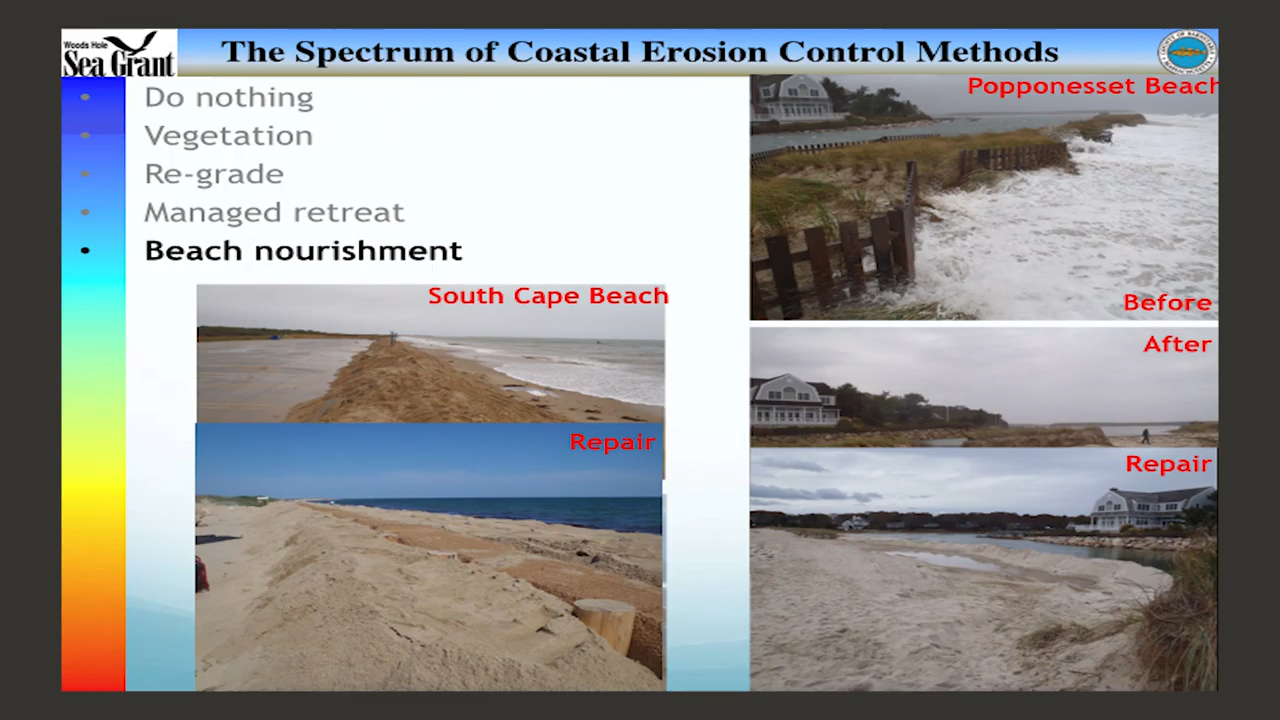 Woods Hole
Sea Grant
The Spectrum of Coastal Erosion Control Methods
• Do nothing
• Vegetation
• Re-grade
• Managed retreat
• Beach nourishment
South Cape Beach
Repair
Popponesset Beach
Before
After
Repair